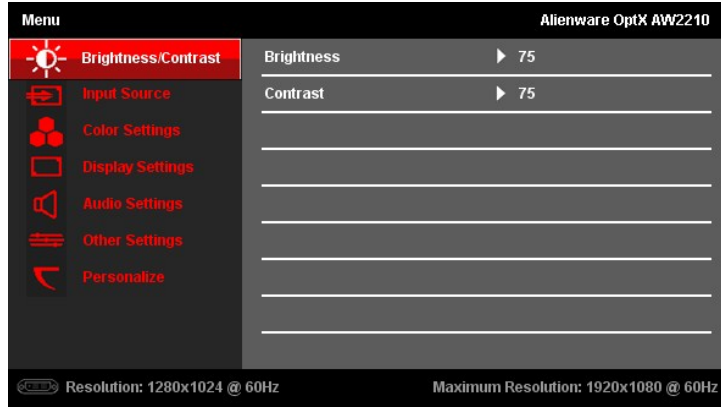 Menu Alienware OptX AW2210
Brightness/Contrast Brightness 75
Input Source Contrast 75
Color Settings
Display Settings
Audio Settings
Other Settings
Personalize
Resolution: 1280x1024 @ 60Hz Maximum Resolution: 1920x1080 @ 60Hz